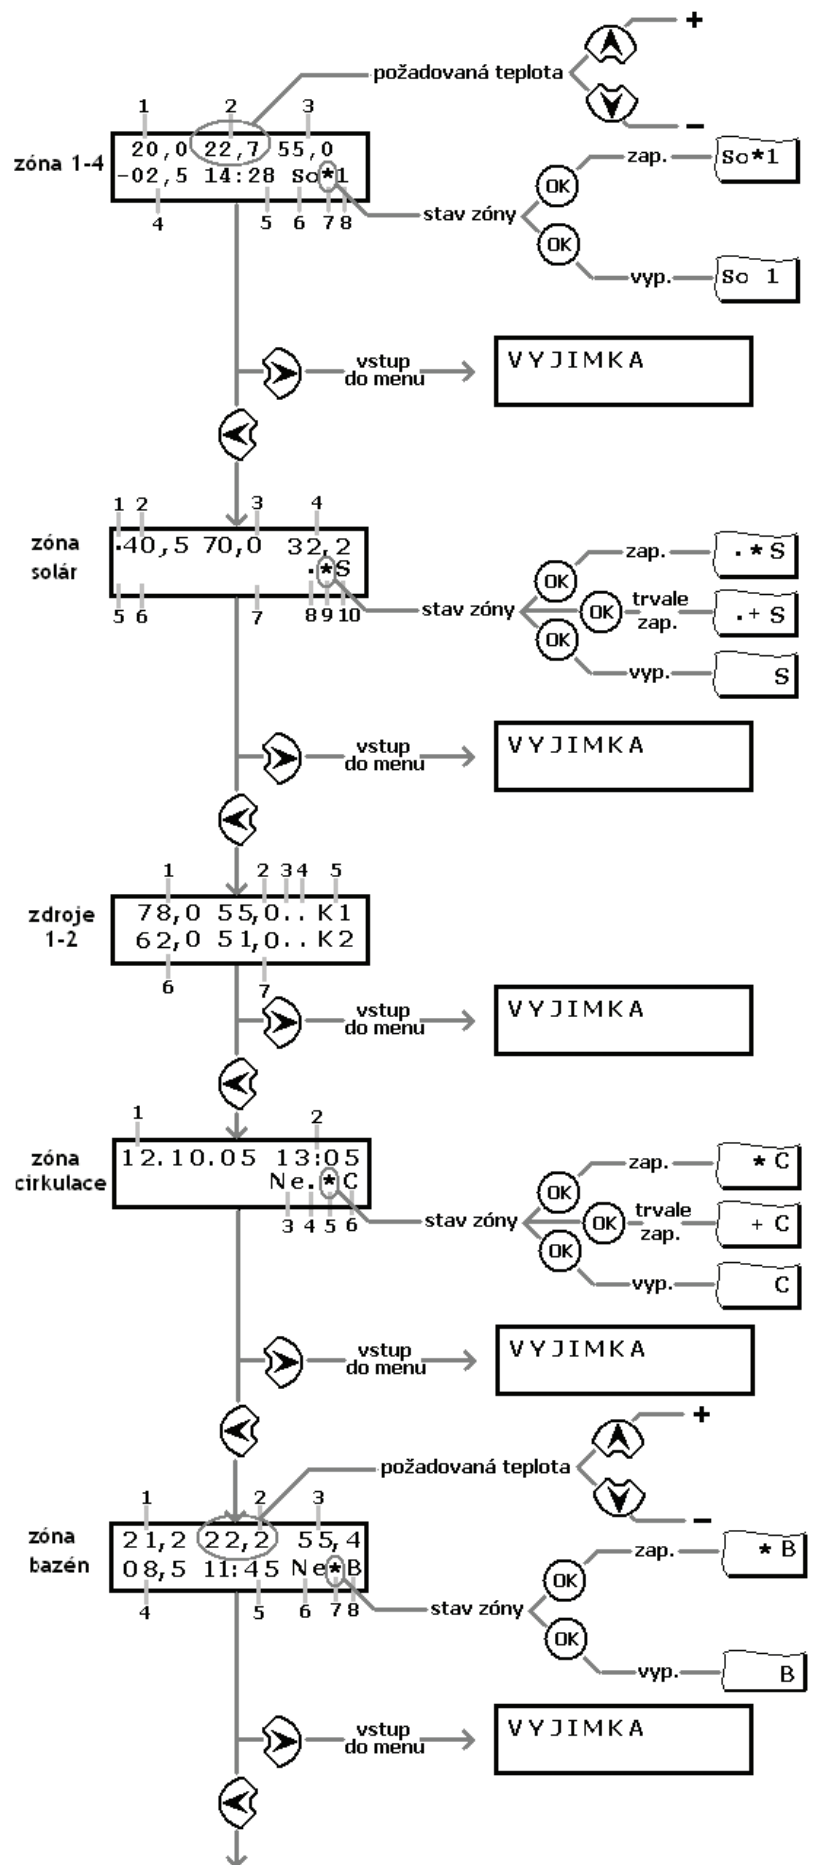 +
požadovaná teplota
−
1 2 3
zóna 1-4
20,0 22,7 55,0
-02,5 14:28 So*1
4 5 6 7 8
stav zóny
OK
zap.
So*1
OK
vyp.
So 1
vstup
do menu
VYJIMKA
1 2 3 4
zóna
solár
.40,5 70,0 32,2
.*S
5 6 7 8 9 10
stav zóny
OK
zap.
.*S
OK
trvale
zap.
.+ S
OK
vyp.
S
vstup
do menu
VYJIMKA
1 2 3 4 5
zdroje
1-2
78,0 55,0.. K1
62,0 51,0.. K2
6 7
vstup
do menu
VYJIMKA
1 2
zóna
cirkulace
12.10.05 13:05
Ne.*C
3 4 5 6
stav zóny
OK
zap.
* C
OK
trvale
zap.
+ C
OK
vyp.
C
vstup
do menu
VYJIMKA
+
požadovaná teplota
−
1 2 3
zóna
bazén
21,2 22,2 55,4
08,5 11:45 Ne*B
4 5 6 7 8
stav zóny
OK
zap.
* B
OK
vyp.
B
vstup
do menu
VYJIMKA